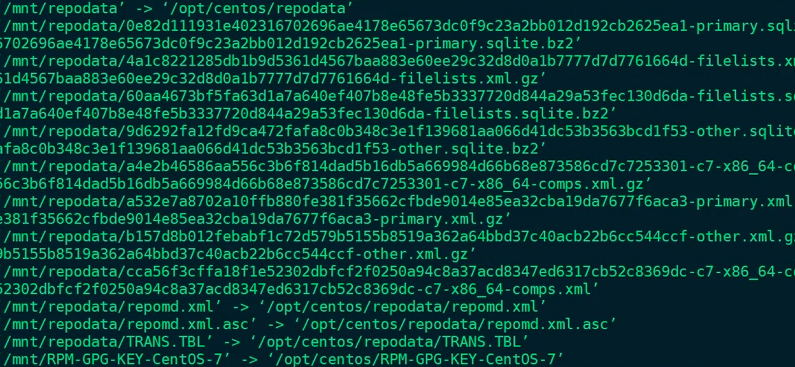 ‘/mnt/repodata’ -> ‘/opt/centos/repodata’
‘/mnt/repodata/0e82d111931e402316702696ae4178e65673dc0f9c23a2bb012d192cb2625ea1-primary.sql
5702696ae4178e65673dc0f9c23a2bb012d192cb2625ea1-primary.sqlite.bz2’
‘/mnt/repodata/4a1c8221285db1b9d5361d4567baa883e60ee29c32d8d0a1b7777d7d7761664d-filelists.x
61d4567baa883e60ee29c32d8d0a1b7777d7d7761664d-filelists.xml.gz’
‘/mnt/repodata/60aa4673bf5fa63d1a7a640ef407b8e48fe5b3337720d844a29a53fec130d6da-filelists.s
d1a7a640ef407b8e48fe5b3337720d844a29a53fec130d6da-filelists.sqlite.bz2’
‘/mnt/repodata/9d6292fa12fd9ca472fafa8c0b348c3e1f139681aa066d41dc53b3563bcd1f53-other.sqlit
afa8c0b348c3e1f139681aa066d41dc53b3563bcd1f53-other.sqlite.bz2’
‘/mnt/repodata/a4e2b46586aa556c3b6f814dad5b16db5a669984d66b68e873586cd7c7253301-c7-x86_64-c
56c3b6f814dad5b16db5a669984d66b68e873586cd7c7253301-c7-x86_64-comps.xml.gz’
‘/mnt/repodata/a532e7a8702a10ffb880fe381f35662cfbde9014e85ea32cba19da7677f6aca3-primary.xml
e381f35662cfbde9014e85ea32cba19da7677f6aca3-primary.xml.gz’
‘/mnt/repodata/b157d8b012febabf1c72d579b5155b8519a362a64bbd37c40acb22b6cc544ccf-other.xml.g
9b5155b8519a362a64bbd37c40acb22b6cc544ccf-other.xml.gz’
‘/mnt/repodata/cca56f3cffa18f1e52302dbfcf2f0250a94c8a37acd8347ed6317cb52c8369dc-c7-x86_64-c
52302dbfcf2f0250a94c8a37acd8347ed6317cb52c8369dc-c7-x86_64-comps.xml’
‘/mnt/repodata/repomd.xml’ -> ‘/opt/centos/repodata/repomd.xml’
‘/mnt/repodata/repomd.xml.asc’ -> ‘/opt/centos/repodata/repomd.xml.asc’
‘/mnt/repodata/TRANS.TBL’ -> ‘/opt/centos/repodata/TRANS.TBL’
‘/mnt/RPM-GPG-KEY-CentOS-7’ -> ‘/opt/centos/RPM-GPG-KEY-CentOS-7’